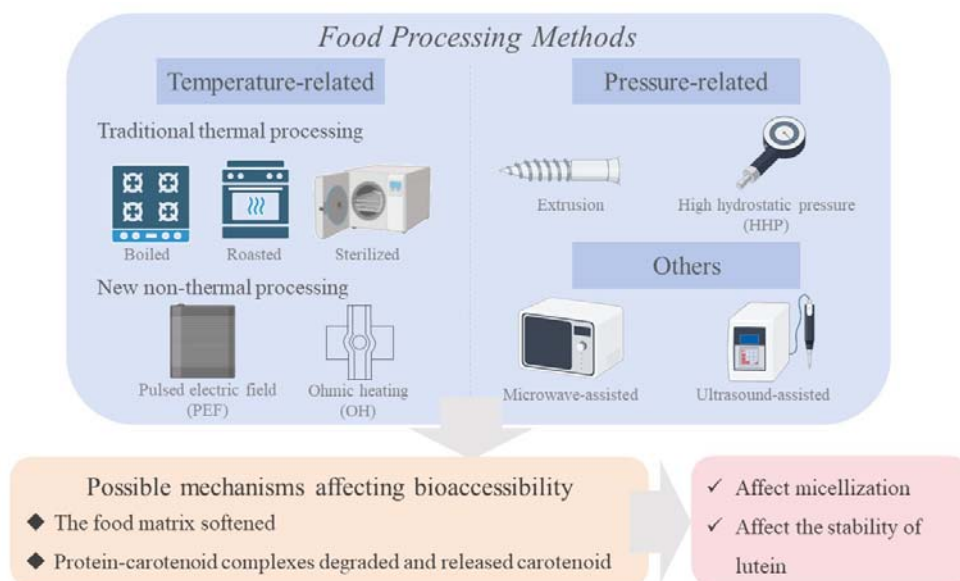 Food Processing Methods
Temperature-related
Traditional thermal processing
Boiled
Roasted
Sterilized
New non-thermal processing
Pulsed electric field
(PEF)
Ohmic heating
(OH)
Pressure-related
Extrusion
High hydrostatic pressure
(HHP)
Others
Microwave-assisted
Ultrasound-assisted
Possible mechanisms affecting bioaccessibility
◆ The food matrix softened
◆ Protein-carotenoid complexes degraded and released carotenoid
✓ Affect micellization
✓ Affect the stability of
lutein